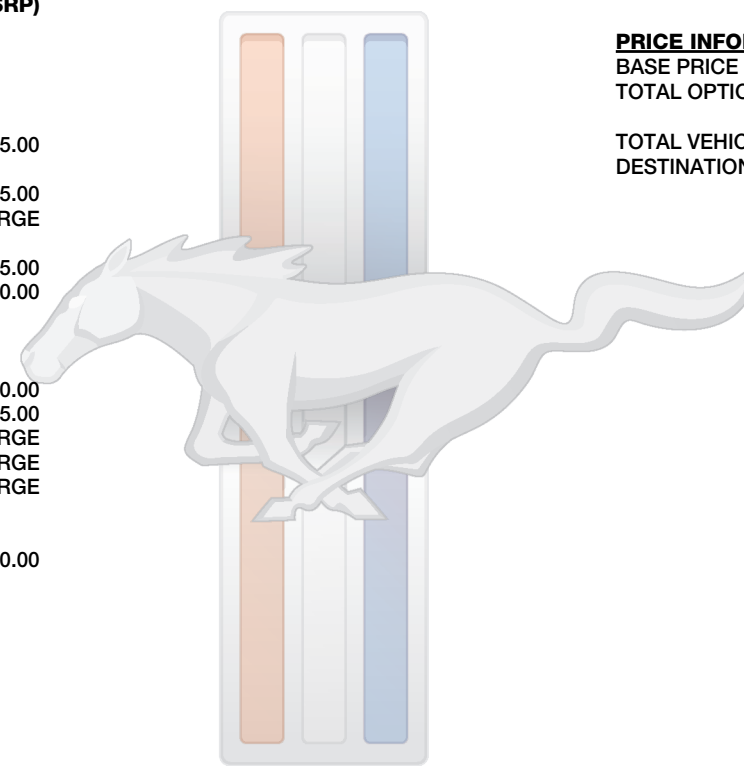 SRP)
5.00
5.00
RGE
5.00
0.00
0.00
5.00
RGE
RGE
RGE
0.00
PRICE INFO
BASE PRICE
TOTAL OPTIO
TOTAL VEHIC
DESTINATION